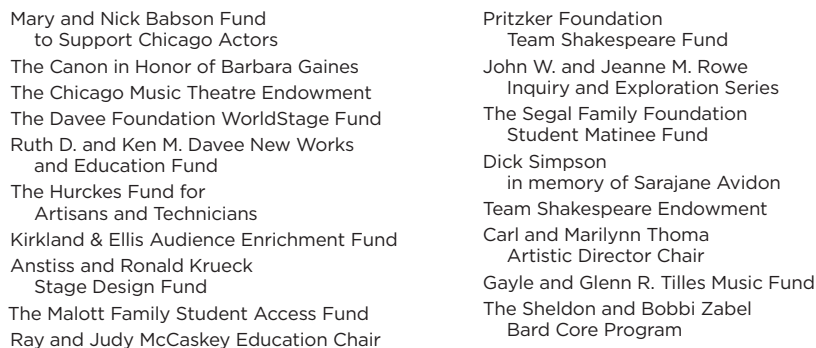 Mary and Nick Babson Fund
to Support Chicago Actors
The Canon in Honor of Barbara Gaines
The Chicago Music Theatre Endowment
The Davee Foundation WorldStage Fund
Ruth D. and Ken M. Davee New Works
and Education Fund
The Hurckes Fund for
Artisans and Technicians
Kirkland & Ellis Audience Enrichment Fund
Anstiss and Ronald Krueck
Stage Design Fund
The Malott Family Student Access Fund
Ray and Judy McCaskey Education Chair
Pritzker Foundation
Team Shakespeare Fund
John W. and Jeanne M. Rowe
Inquiry and Exploration Series
The Segal Family Foundation
Student Matinee Fund
Dick Simpson
in memory of Sarajane Avidon
Team Shakespeare Endowment
Carl and Marilynn Thoma
Artistic Director Chair
Gayle and Glenn R. Tilles Music Fund
The Sheldon and Bobbi Zabel
Bard Core Program